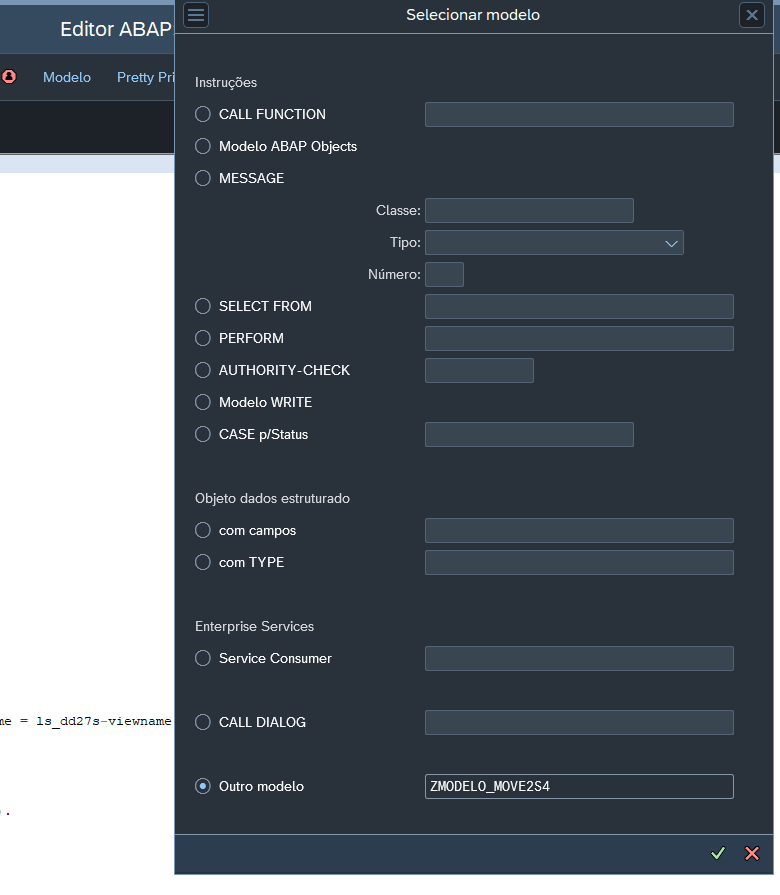 Editor ABAP
Selecionar modelo
Modelo Pretty Pri
Instruções
CALL FUNCTION
Modelo ABAP Objects
MESSAGE
Classe:
Tipo:
Número:
SELECT FROM
PERFORM
AUTHORITY-CHECK
Modelo WRITE
CASE p/Status
Objeto dados estruturado
com campos
com TYPE
Enterprise Services
Service Consumer
me = ls_dd27s-viewname
CALL DIALOG
Outro modelo ZMODELO_MOVE2S4
.